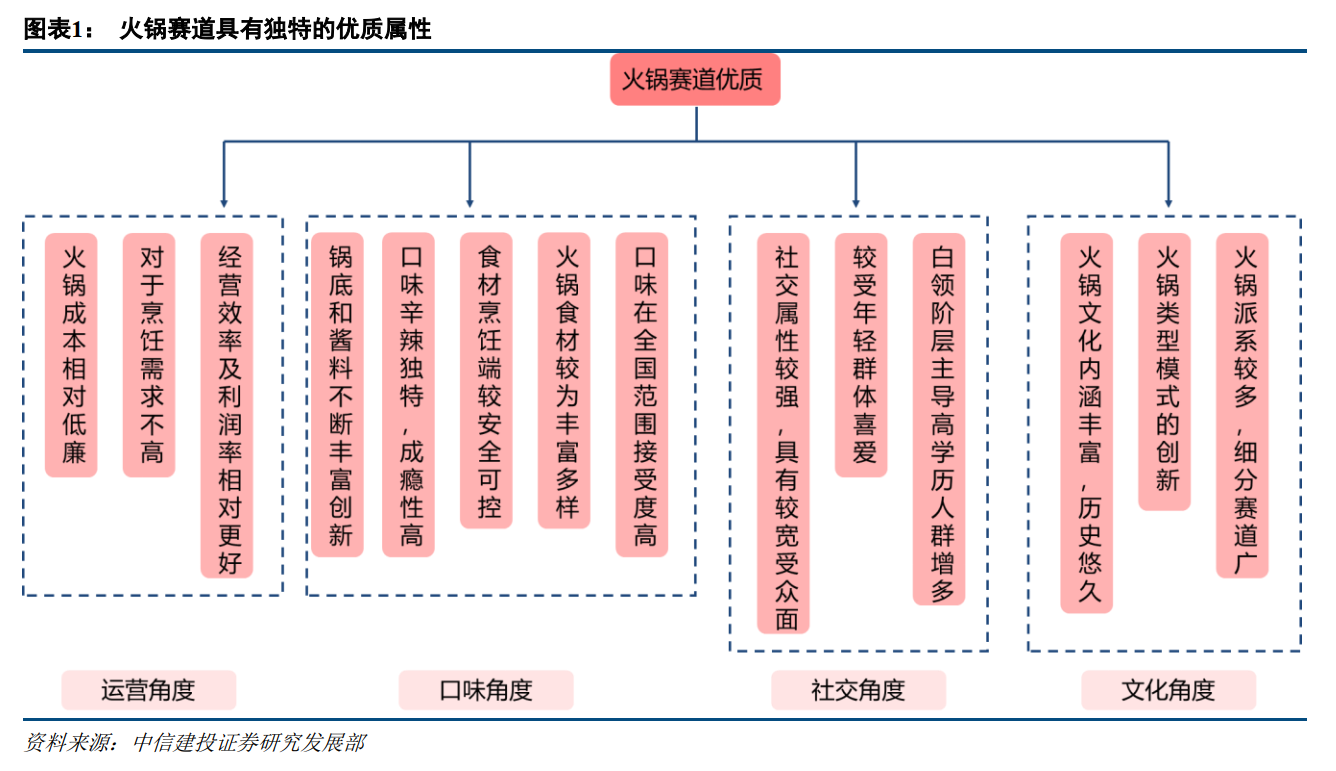 图表1： 火锅赛道具有独特的优质属性
火锅赛道优质
火锅成本相对低廉
对于烹饪需求不高
经营效率及利润率相对更好
锅底和酱料不断丰富创新
口味辛辣独特，成瘾性高
食材烹饪端较安全可控
火锅食材较为丰富多样
口味在全国范围接受度高
社交属性较强，具有较宽受众面
较受年轻群体喜爱
白领阶层主导高学历人群增多
火锅文化内涵丰富，历史悠久
火锅类型模式的创新
火锅派系较多，细分赛道广
运营角度
口味角度
社交角度
文化角度
资料来源：中信建投证券研究发展部